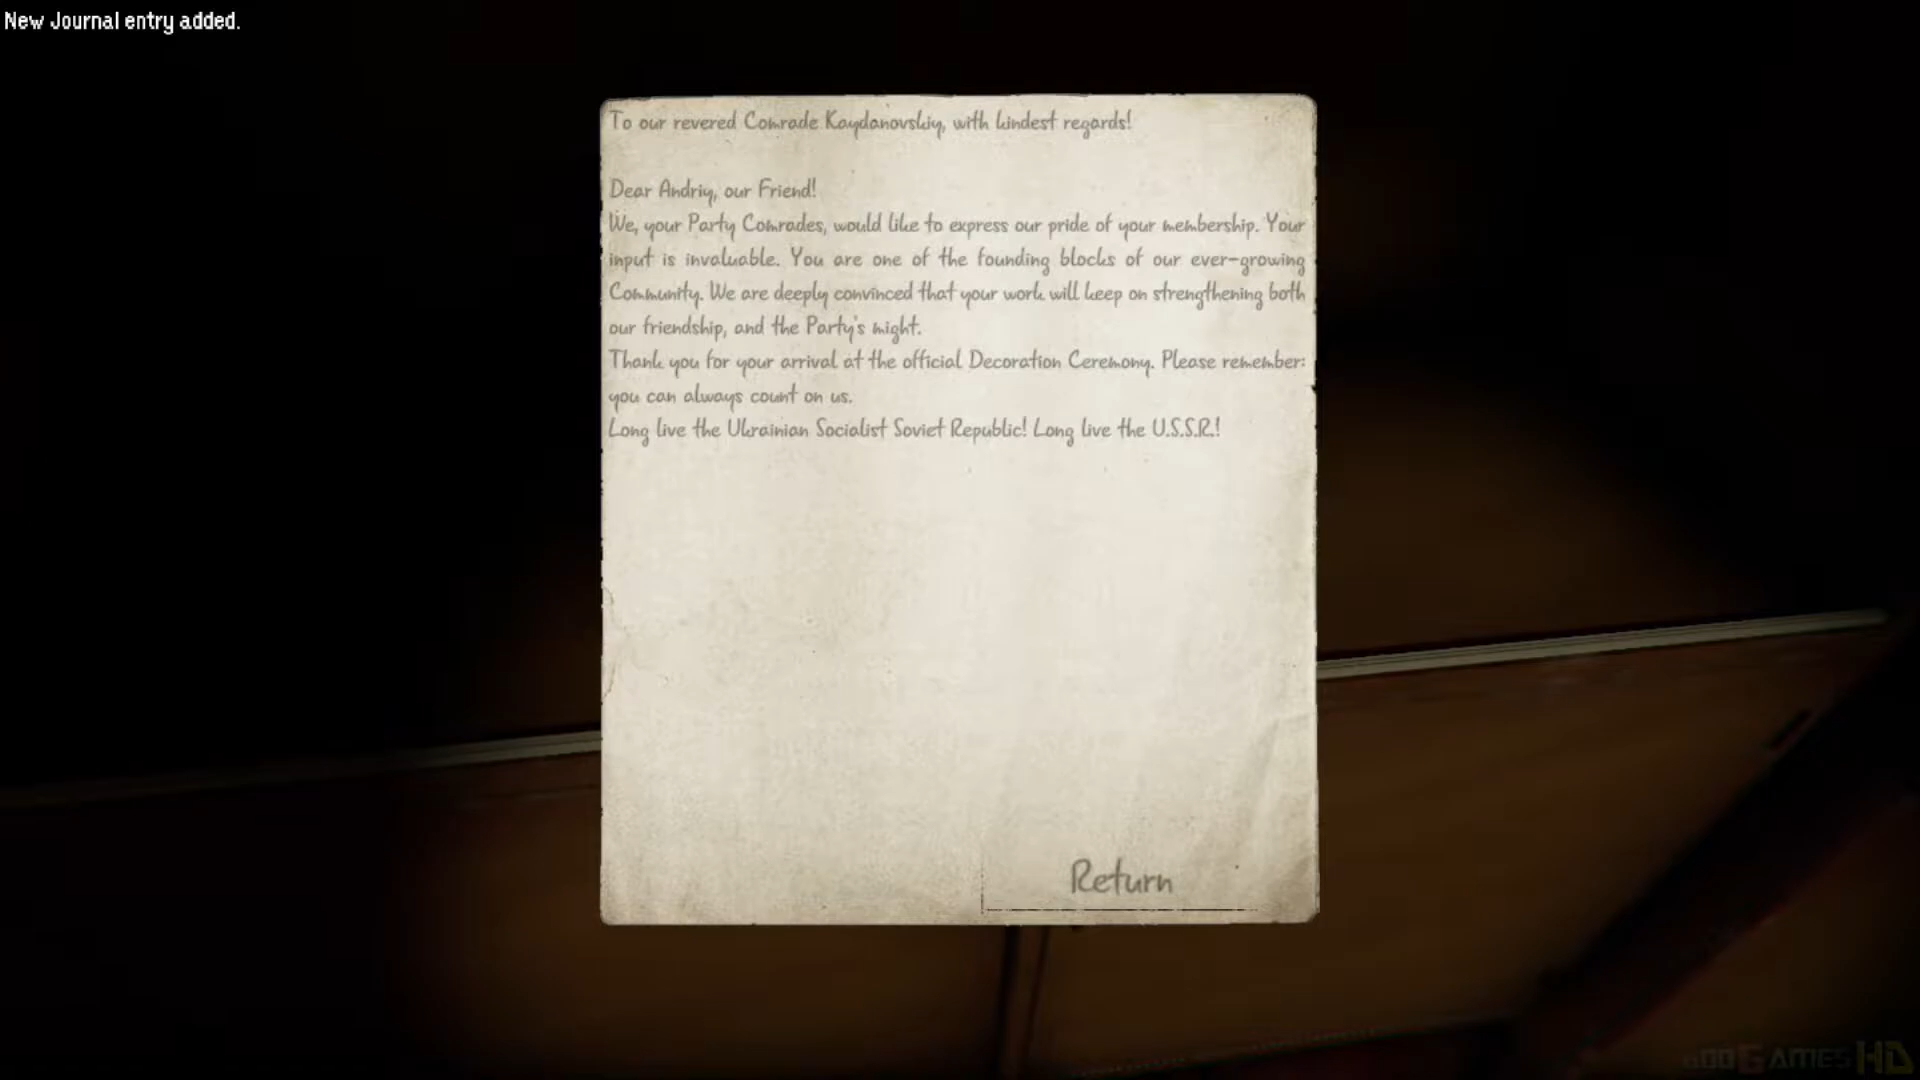 New Journal entry added.
To our revered Comrade Kaydanovskiy, with kindest regards!
Dear Andriy, our Friend!
We, your Party Comrades, would like to express our pride of your membership. Your
input is invaluable. You are one of the founding blocks of our ever-growing
Community. We are deeply convinced that your work will keep on strengthening both
our friendship, and the Party's might.
Thank you for your arrival at the official Decoration Ceremony. Please remember:
you can always count on us.
Long live the Ukrainian Socialist Soviet Republic! Long live the U.S.S.R.!
Return
GAMES HD